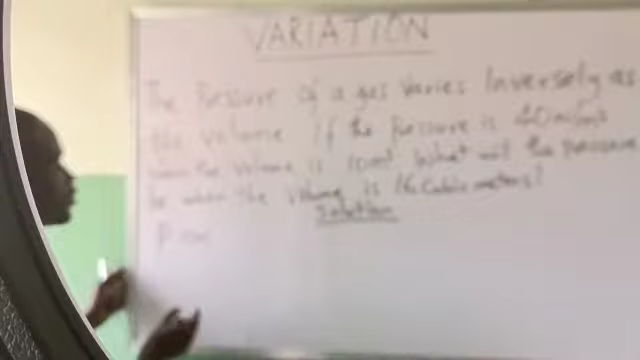 VARIATION
The Pressure of a gas varies Inversely as
the volume If the Pressure is
when the volume is what will the Pressure
be when the volume is 16 Cubic meters?
Solution
P